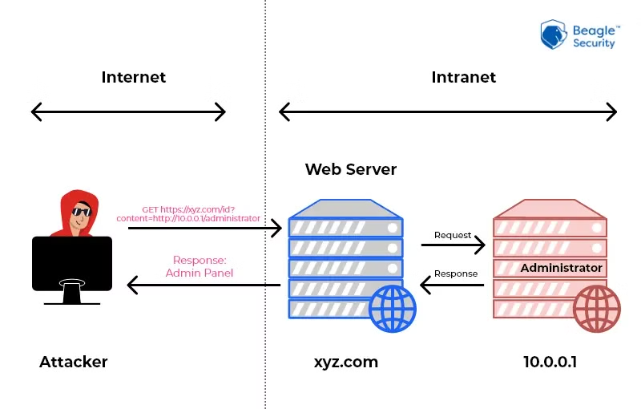 Beagle™
Security
Internet
Intranet
Web Server
GET https://xyz.com/id?
content=http://10.0.0.1/administrator
Response:
Admin Panel
Request
Response
Administrator
Attacker
xyz.com
10.0.0.1